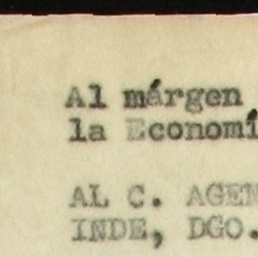 Al márgen
la Economí
AL C. AGEN
INDE, DGO.